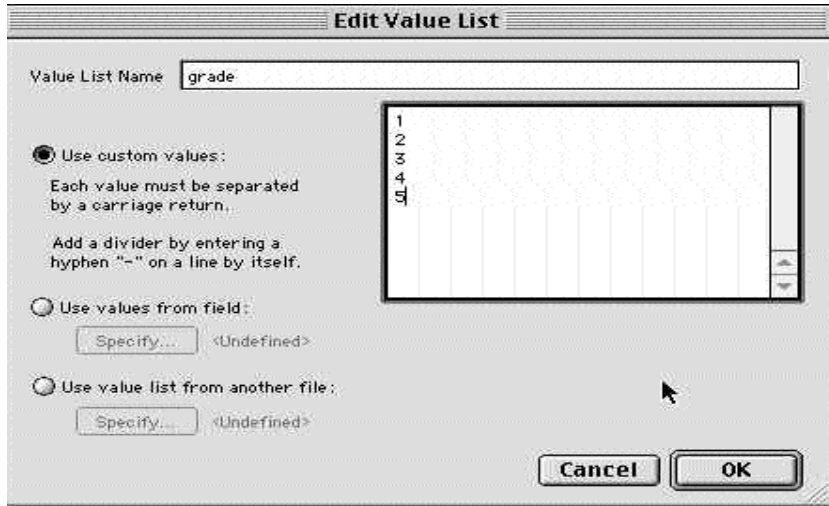 Edit Value List
Value List Name grade
Use custom values:
Each value must be separated
by a carriage return.
Add a divider by entering a
hyphen "-" on a line by itself.
1
2
3
4
5
Use values from field:
Specify... <Undefined>
Use value list from another file:
Specify... <Undefined>
Cancel OK